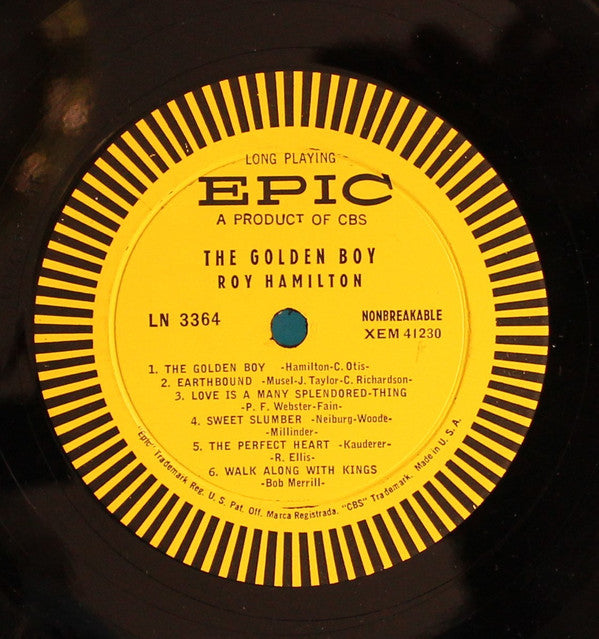 LONG PLAYING
EPIC
A PRODUCT OF CBS
THE GOLDEN BOY
ROY HAMILTON
LN 3364
NONBREAKABLE
XEM 41230
1. THE GOLDEN BOY -Hamilton-C. Otis-
2. EARTHBOUND -Musel-J. Taylor-C. Richardson-
3. LOVE IS A MANY SPLENDORED-THING
-P. F. Webster-Fain-
4. SWEET SLUMBER -Neiburg-Woode-
-Millinder-
5. THE PERFECT HEART -Kauderer-
-R. Ellis-
6. WALK ALONG WITH KINGS
-Bob Merrill-
"Epic" Trademark Reg. U. S. Pat. Off. Marca Registrada. "CBS" Trademark. Made in U. S. A.